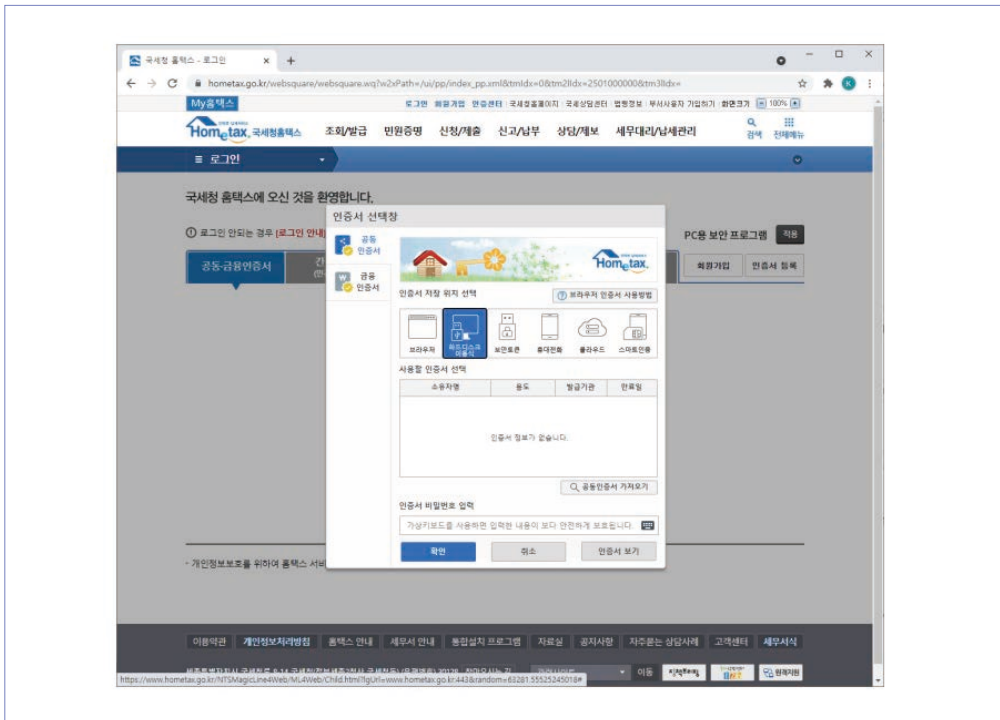 국세청 홈택스 - 로그인
hometax.go.kr/websquare/websquare.wq?w2xPath=/ui/pp/index_pp.xml&tmIdx=0&tm2lIdx=2501000000&tm3lIdx=
K
My홈택스
로그인 회원가입 인증센터 국세청홈페이지 국세상담센터 법령정보 부서사용자 가입하기 화면크기 100%
Hometax. 국세청홈택스 조회/발급 민원증명 신청/제출 신고/납부 상담/제보 세무대리/납세관리 검색 전체메뉴
로그인
국세청 홈택스에 오신 것을 환영합니다.
로그인 안되는 경우 [로그인 안내]
PC용 보안 프로그램 적용
공동·금융인증서
회원가입 인증서 등록
인증서 선택창
공동 인증서
금융 인증서
Hometax.
인증서 저장 위치 선택
브라우저 인증서 사용방법
브라우저 하드디스크 이동식 보안토큰 휴대전화 클라우드 스마트인증
사용할 인증서 선택
소유자명 용도 발급기관 만료일
인증서 정보가 없습니다.
공동인증서 가져오기
인증서 비밀번호 입력
가상키보드를 사용하면 입력한 내용이 보다 안전하게 보호됩니다.
확인 취소 인증서 보기
- 개인정보보호를 위하여 홈택스 서비
이용약관 개인정보처리방침 홈택스 안내 세무서 안내 통합설치 프로그램 자료실 공지사항 자주묻는 상담사례 고객센터 세무서식
이동 정책브리핑 원격지원
https://www.hometax.go.kr/NTSMagicLine4Web/ML4Web/Child.html?lgUrl=www.hometax.go.kr:443&random=63281.55525245018#